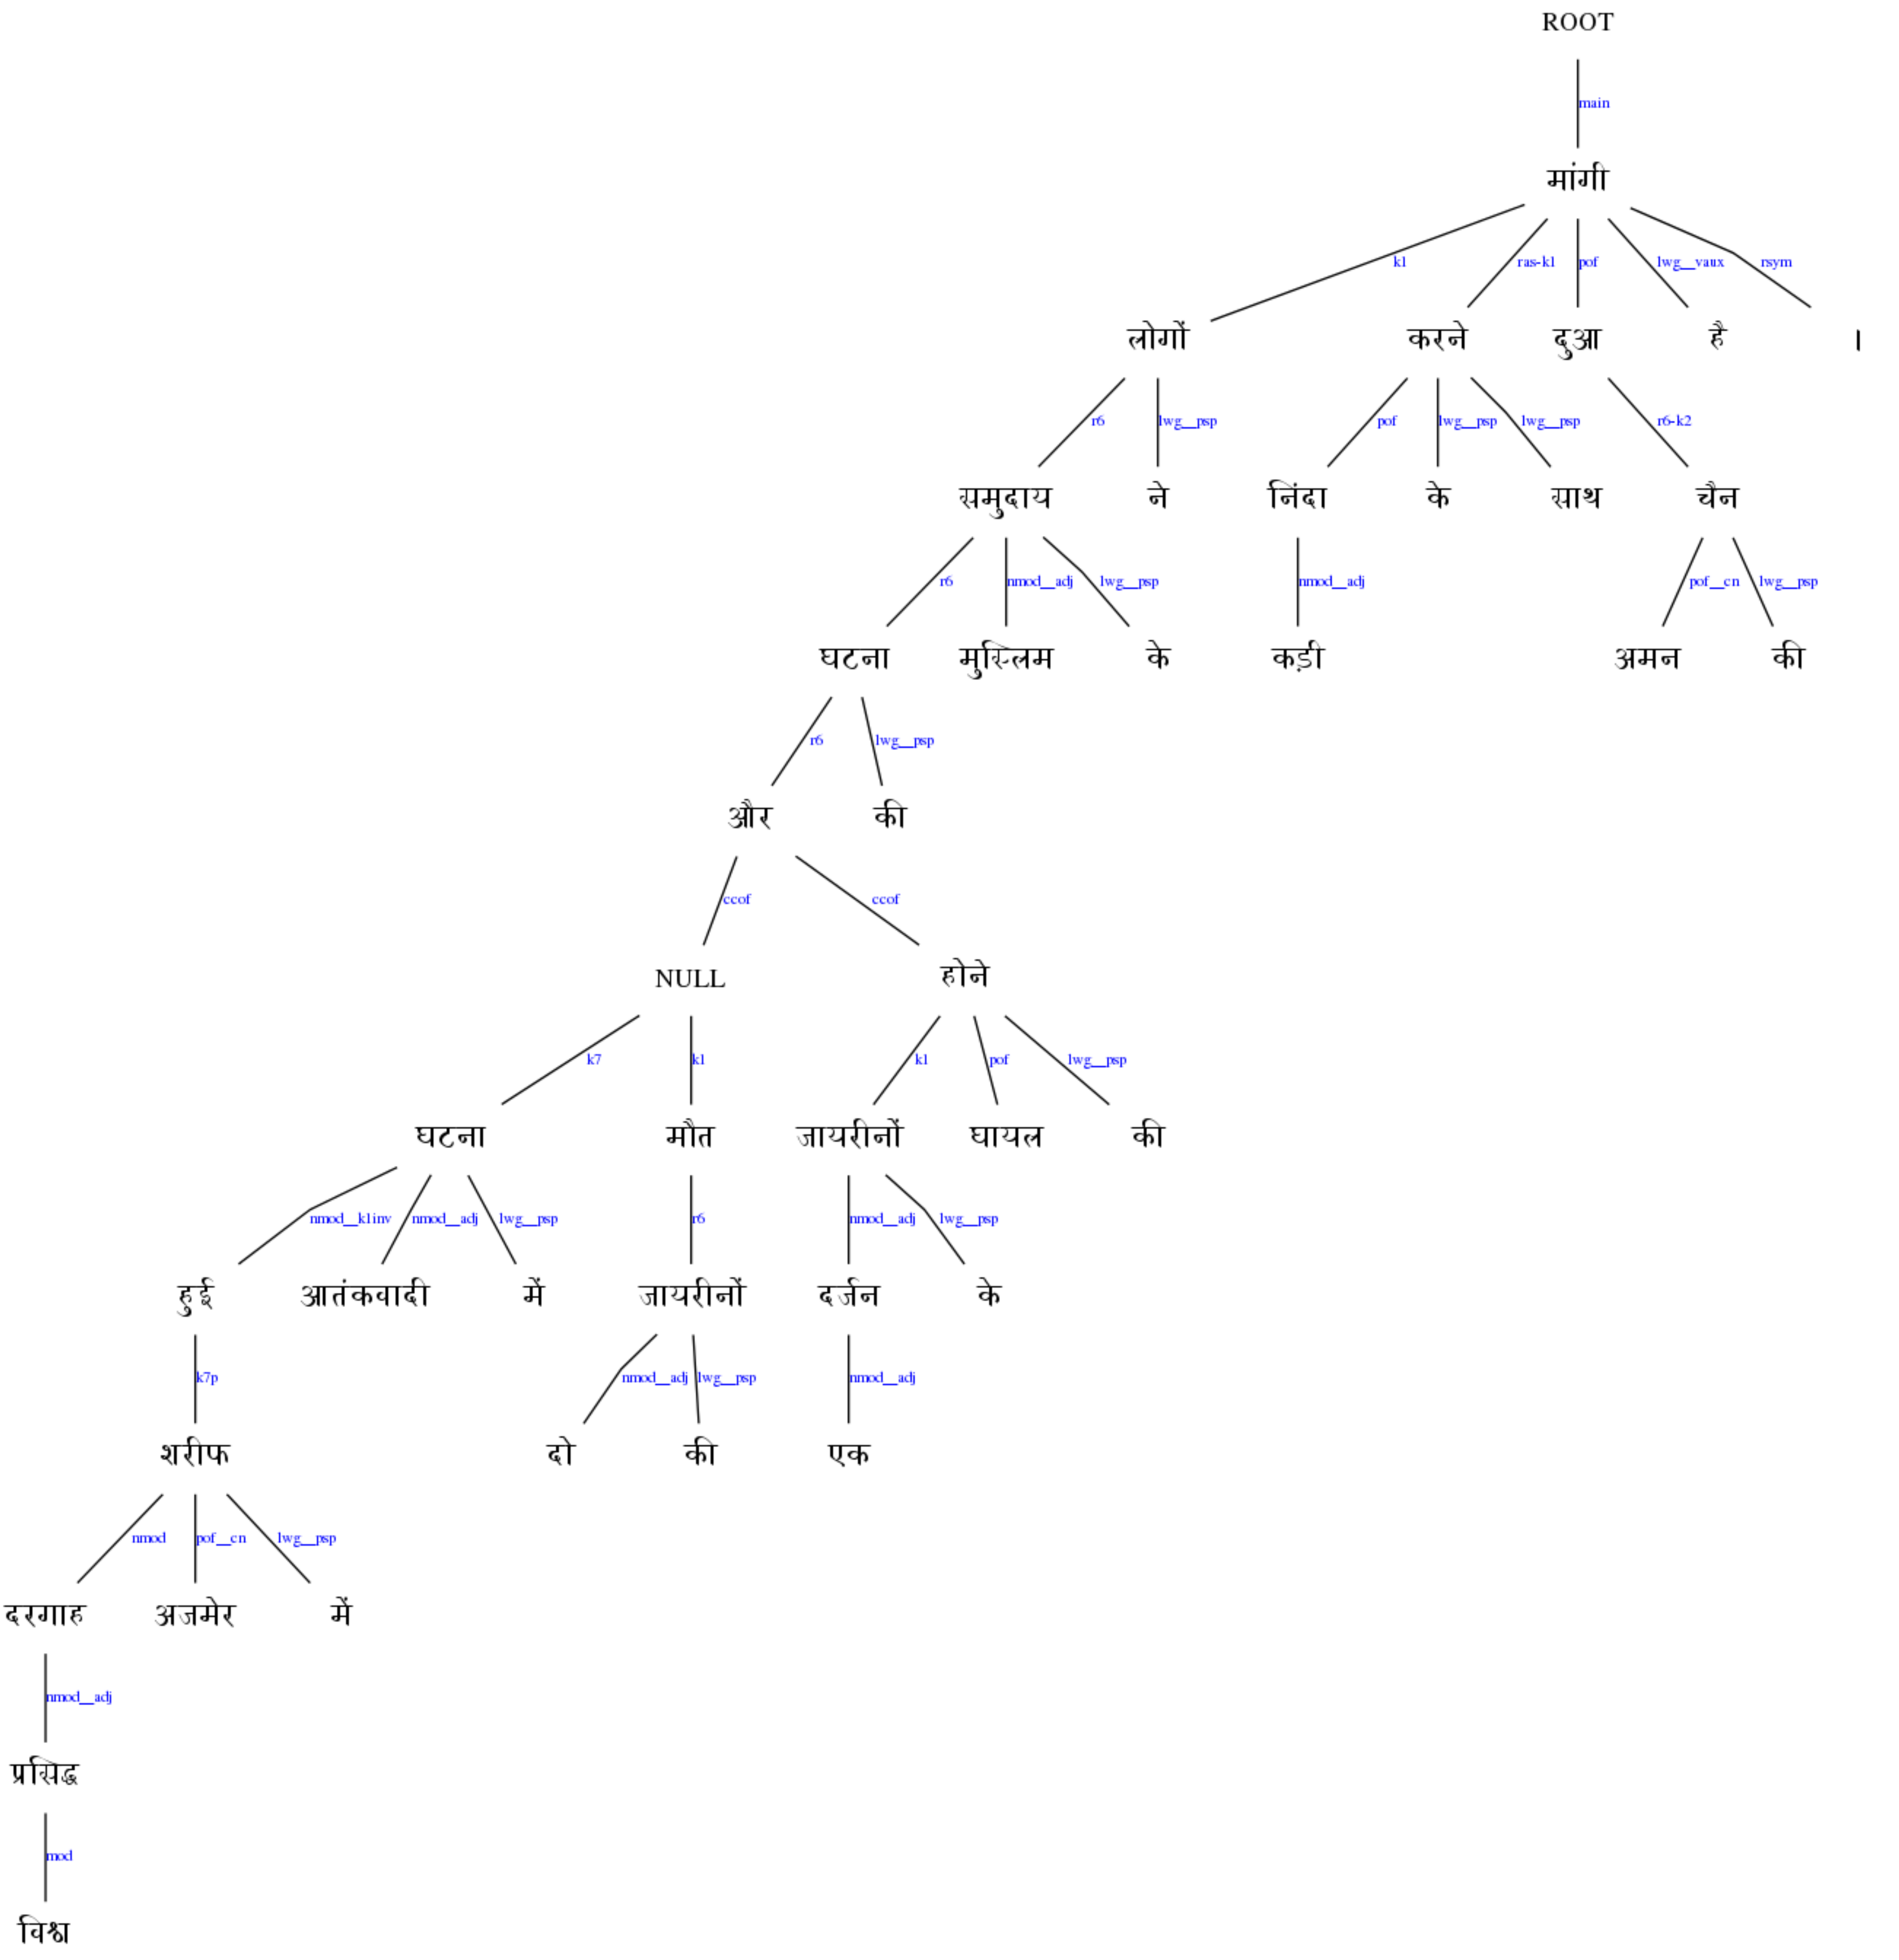 ROOT
main
मांगी
k1 ras-k1 pof lwg__vaux rsym
लोगों करने दुआ है ।
r6 lwg__psp pof lwg__psp lwg__psp r6-k2
समुदाय ने निंदा के साथ चैन
r6 nmod__adj lwg__psp nmod__adj pof__cn lwg__psp
घटना मुस्लिम के कड़ी अमन की
r6 lwg__psp
और की
ccof ccof
NULL होने
k7 k1 k1 pof lwg__psp
घटना मौत जायरीनों घायल की
nmod__k1inv nmod__adj lwg__psp r6 nmod__adj lwg__psp
हुई आतंकवादी में जायरीनों दर्जन के
k7p nmod__adj lwg__psp nmod__adj
शरीफ दो की एक
nmod pof__cn lwg__psp
दरगाह अजमेर में
nmod__adj
प्रसिद्ध
mod
विश्व